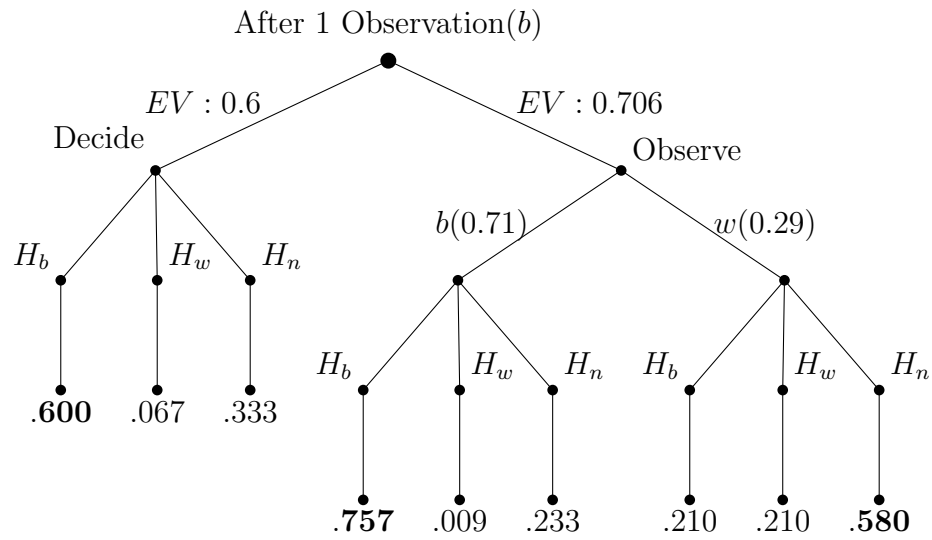 After 1 Observation(b)
EV : 0.6 EV : 0.706
Decide Observe
b(0.71) w(0.29)
H_b H_w H_n
H_b H_w H_n H_b H_w H_n
.600 .067 .333
.757 .009 .233 .210 .210 .580